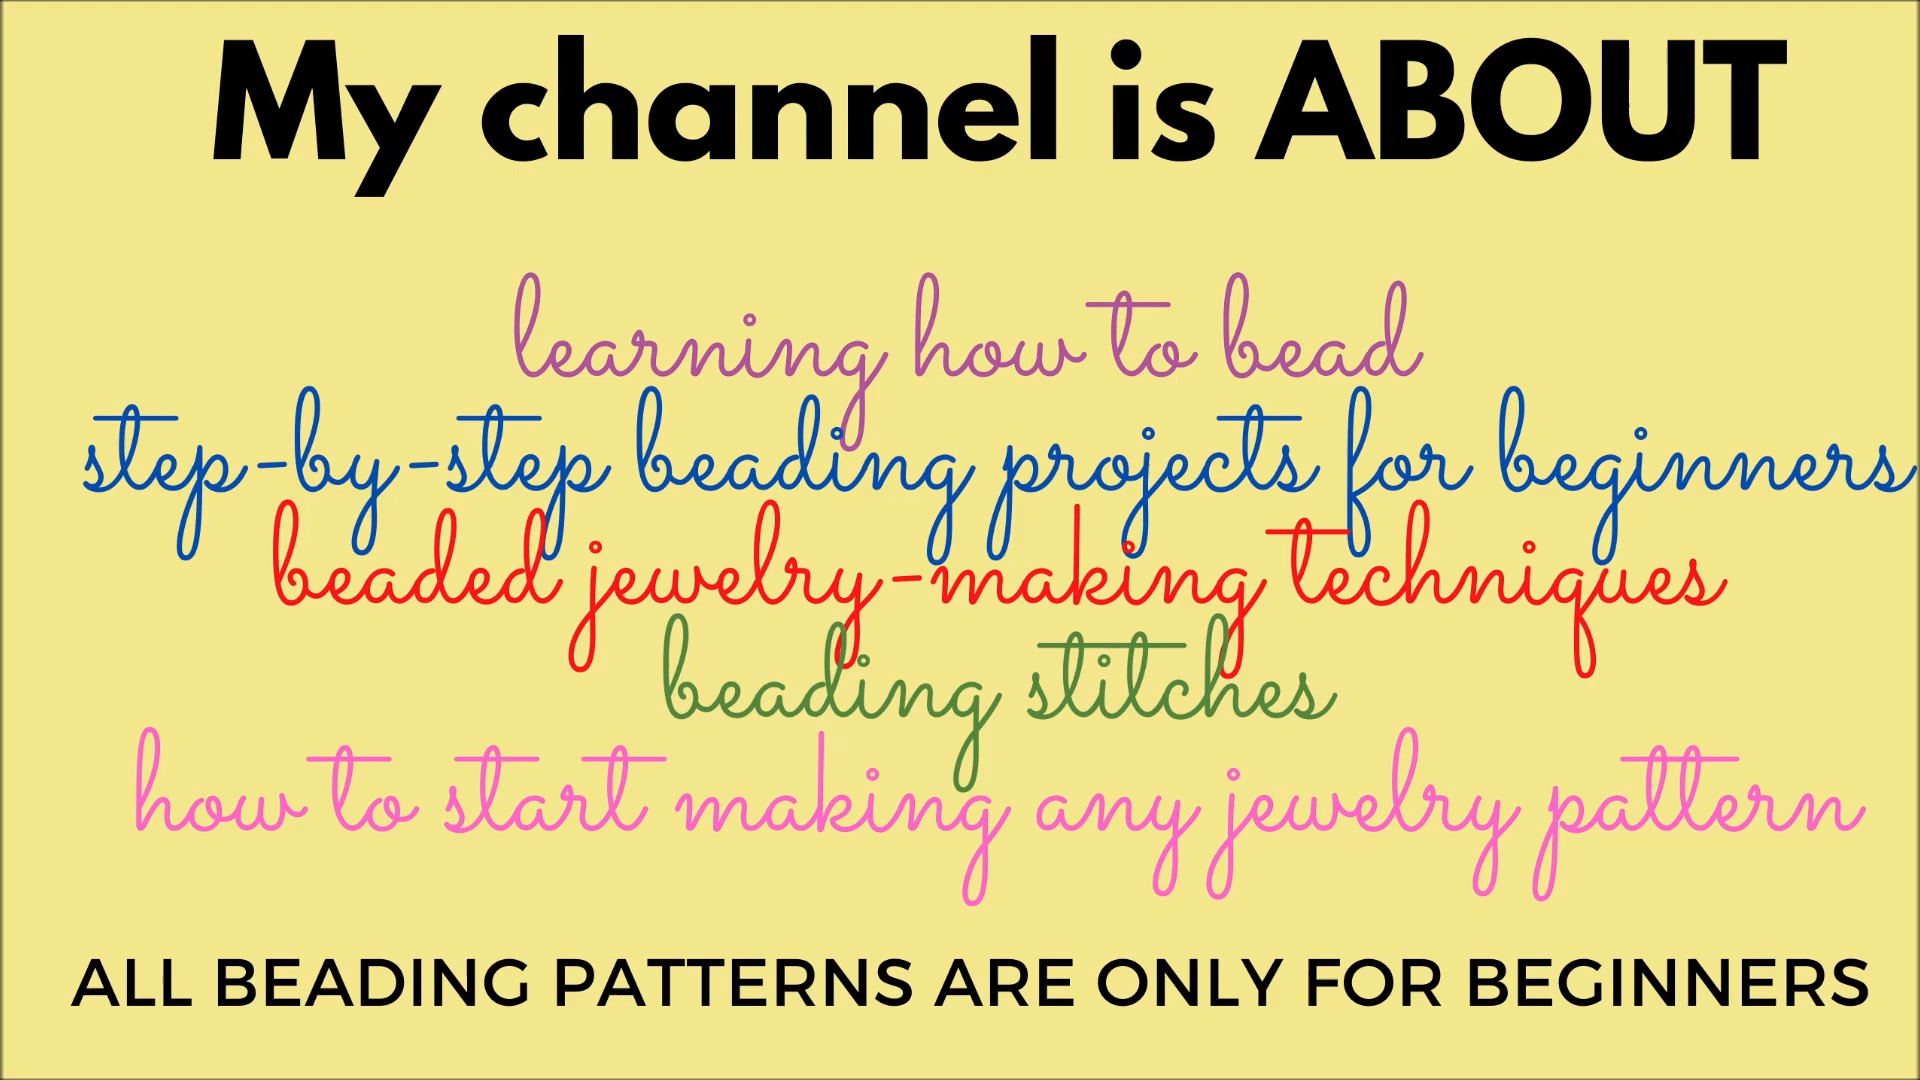 My channel is ABOUT
learning how to bead
step-by-step beading projects for beginners
beaded jewelry-making techniques
beading stitches
how to start making any jewelry pattern
ALL BEADING PATTERNS ARE ONLY FOR BEGINNERS